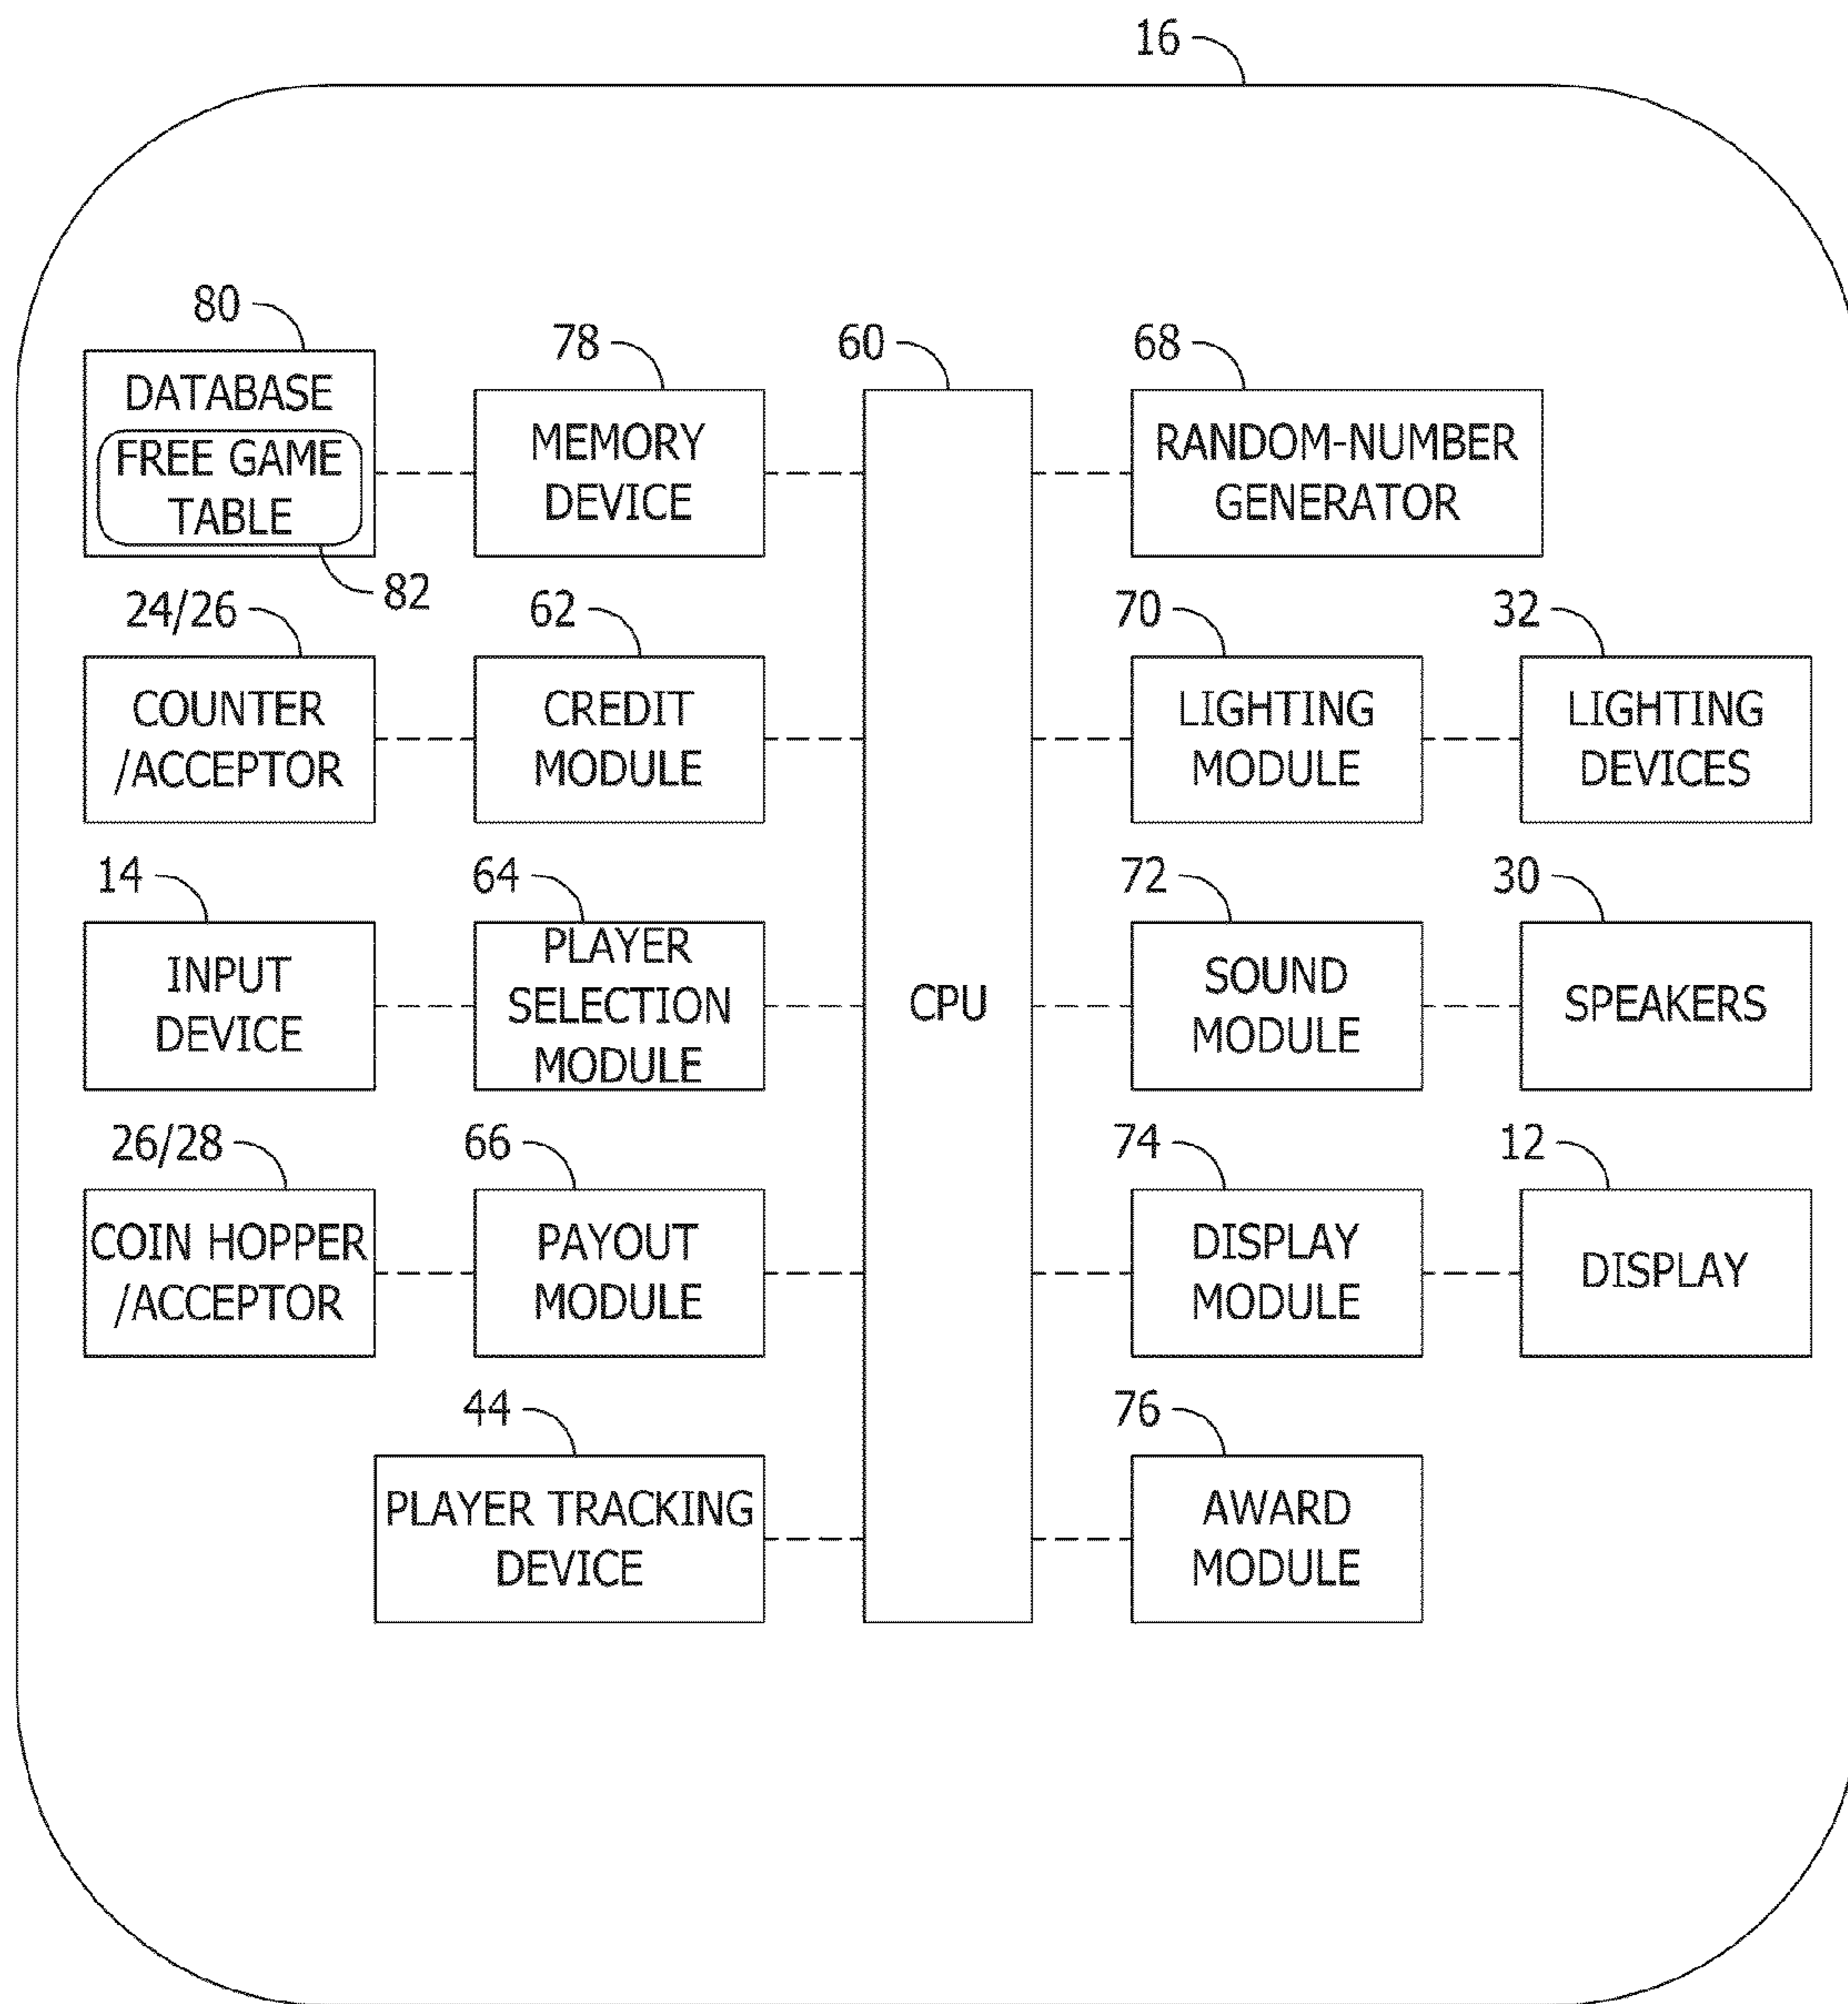 16
80
DATABASE
FREE GAME
TABLE
82
78
MEMORY
DEVICE
60
CPU
68
RANDOM-NUMBER
GENERATOR
24/26
COUNTER
/ACCEPTOR
62
CREDIT
MODULE
70
LIGHTING
MODULE
32
LIGHTING
DEVICES
14
INPUT
DEVICE
64
PLAYER
SELECTION
MODULE
72
SOUND
MODULE
30
SPEAKERS
26/28
COIN HOPPER
/ACCEPTOR
66
PAYOUT
MODULE
74
DISPLAY
MODULE
12
DISPLAY
44
PLAYER TRACKING
DEVICE
76
AWARD
MODULE